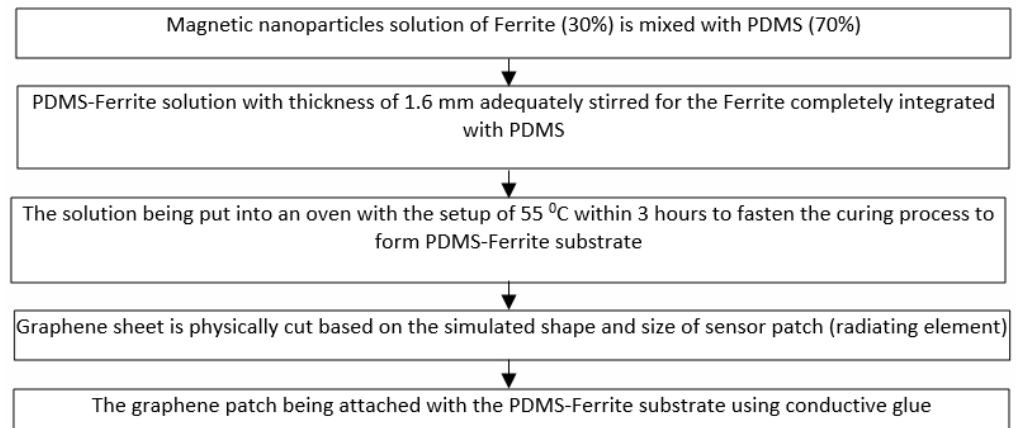 Magnetic nanoparticles solution of Ferrite (30%) is mixed with PDMS (70%)
PDMS-Ferrite solution with thickness of 1.6 mm adequately stirred for the Ferrite completely integrated
with PDMS
The solution being put into an oven with the setup of 55 ⁰C within 3 hours to fasten the curing process to
form PDMS-Ferrite substrate
Graphene sheet is physically cut based on the simulated shape and size of sensor patch (radiating element)
The graphene patch being attached with the PDMS-Ferrite substrate using conductive glue